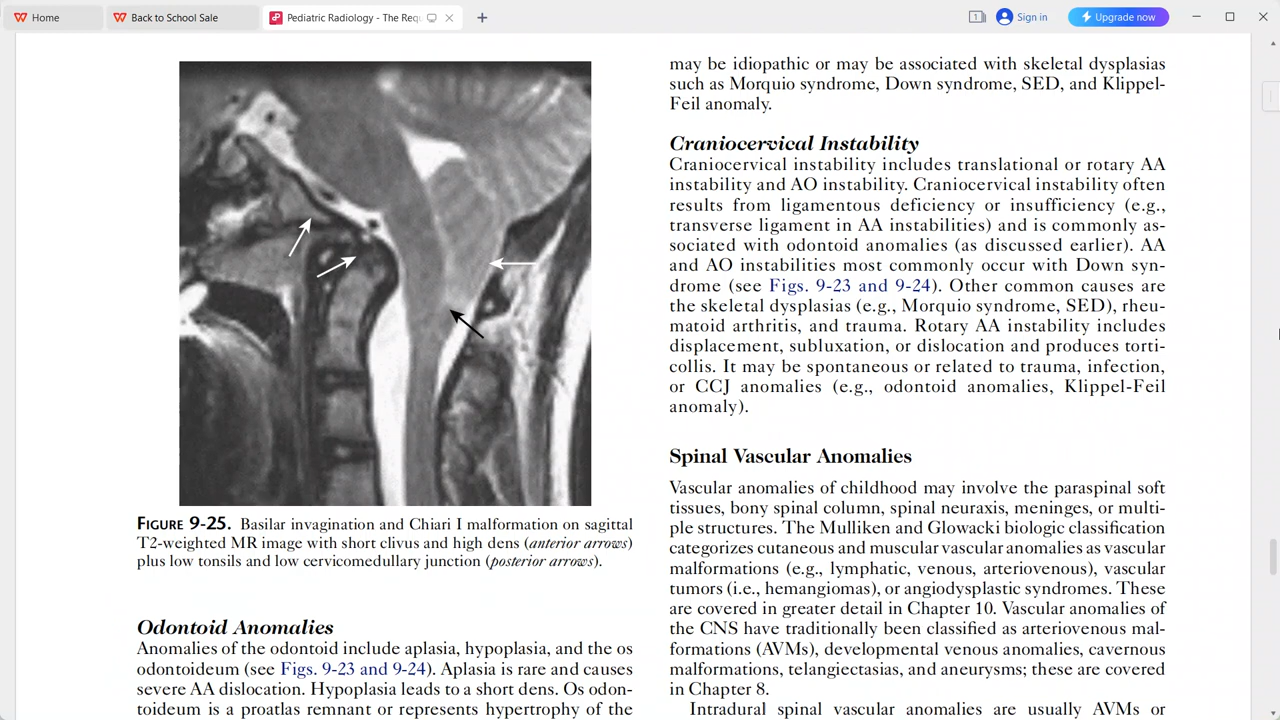 Home
Back to School Sale
Pediatric Radiology - The Requ
1
Sign in
Upgrade now
FIGURE 9-25. Basilar invagination and Chiari I malformation on sagittal
T2-weighted MR image with short clivus and high dens (anterior arrows)
plus low tonsils and low cervicomedullary junction (posterior arrows).
Odontoid Anomalies
Anomalies of the odontoid include aplasia, hypoplasia, and the os
odontoideum (see Figs. 9-23 and 9-24). Aplasia is rare and causes
severe AA dislocation. Hypoplasia leads to a short dens. Os odon-
toideum is a proatlas remnant or represents hypertrophy of the
may be idiopathic or may be associated with skeletal dysplasias
such as Morquio syndrome, Down syndrome, SED, and Klippel-
Feil anomaly.
Craniocervical Instability
Craniocervical instability includes translational or rotary AA
instability and AO instability. Craniocervical instability often
results from ligamentous deficiency or insufficiency (e.g.,
transverse ligament in AA instabilities) and is commonly as-
sociated with odontoid anomalies (as discussed earlier). AA
and AO instabilities most commonly occur with Down syn-
drome (see Figs. 9-23 and 9-24). Other common causes are
the skeletal dysplasias (e.g., Morquio syndrome, SED), rheu-
matoid arthritis, and trauma. Rotary AA instability includes
displacement, subluxation, or dislocation and produces torti-
collis. It may be spontaneous or related to trauma, infection,
or CCJ anomalies (e.g., odontoid anomalies, Klippel-Feil
anomaly).
Spinal Vascular Anomalies
Vascular anomalies of childhood may involve the paraspinal soft
tissues, bony spinal column, spinal neuraxis, meninges, or multi-
ple structures. The Mulliken and Glowacki biologic classification
categorizes cutaneous and muscular vascular anomalies as vascular
malformations (e.g., lymphatic, venous, arteriovenous), vascular
tumors (i.e., hemangiomas), or angiodysplastic syndromes. These
are covered in greater detail in Chapter 10. Vascular anomalies of
the CNS have traditionally been classified as arteriovenous mal-
formations (AVMs), developmental venous anomalies, cavernous
malformations, telangiectasias, and aneurysms; these are covered
in Chapter 8.
Intradural spinal vascular anomalies are usually AVMs or